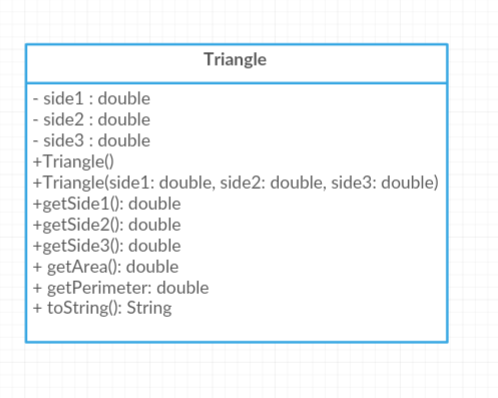 Triangle
- side1 : double
- side2 : double
- side3 : double
+Triangle()
+Triangle(side1: double, side2: double, side3: double)
+getSide1(): double
+getSide2(): double
+getSide3(): double
+ getArea(): double
+ getPerimeter: double
+ toString(): String